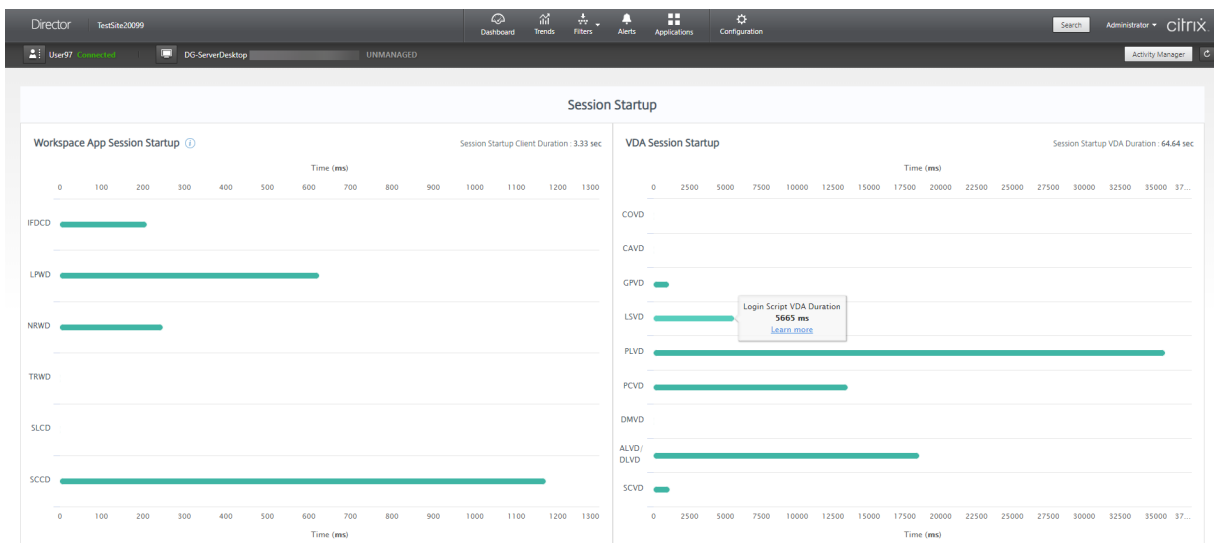 Director TestSite20099 Dashboard Trends Filters Alerts Applications Configuration Search Administrator citrix
User97 Connected DG-ServerDesktop UNMANAGED Activity Manager
Session Startup
Workspace App Session Startup Session Startup Client Duration : 3.33 sec
Time (ms)
0 100 200 300 400 500 600 700 800 900 1000 1100 1200 1300
IFDCD
LPWD
NRWD
TRWD
SLCD
SCCD
0 100 200 300 400 500 600 700 800 900 1000 1100 1200 1300
Time (ms)
VDA Session Startup Session Startup VDA Duration : 64.64 sec
Time (ms)
0 2500 5000 7500 10000 12500 15000 17500 20000 22500 25000 27500 30000 32500 35000 37...
COVD
CAVD
GPVD
LSVD
Login Script VDA Duration
5665 ms
Learn more
PLVD
PCVD
DMVD
ALVD/
DLVD
SCVD
0 2500 5000 7500 10000 12500 15000 17500 20000 22500 25000 27500 30000 32500 35000 37...
Time (ms)